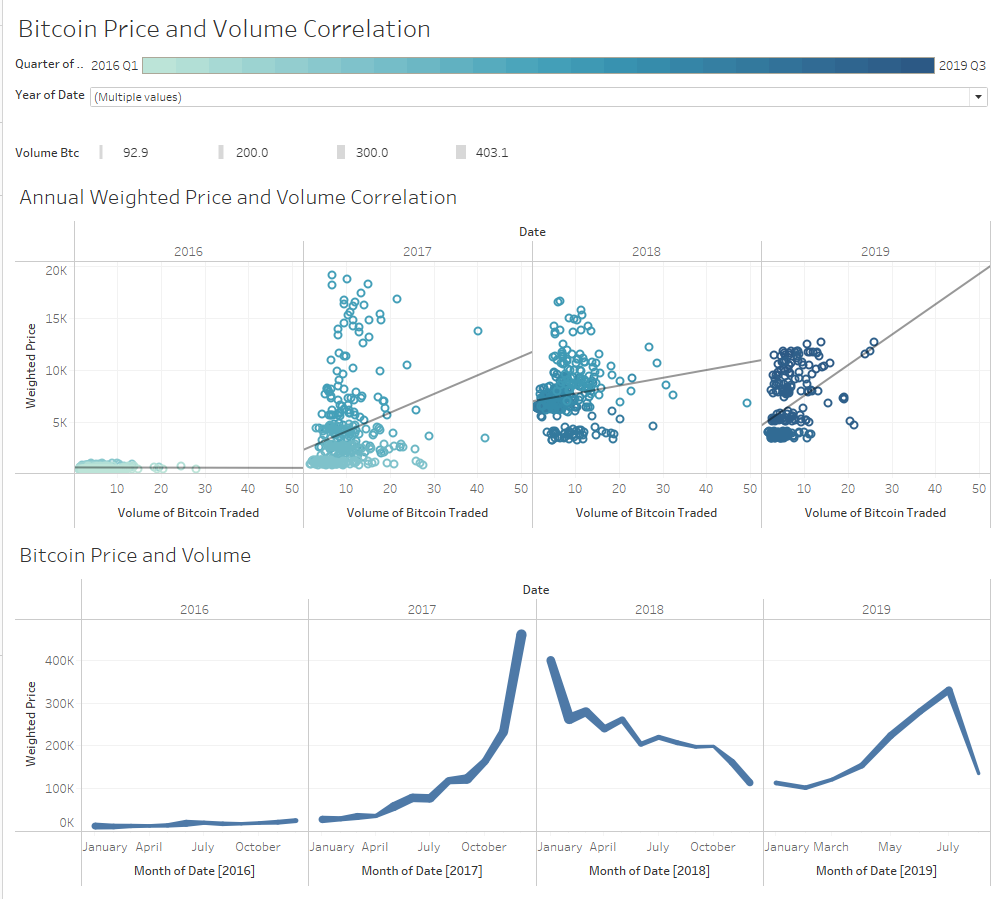 Bitcoin Price and Volume Correlation
Quarter of .. 2016 Q1 2019 Q3
Year of Date (Multiple values)
Volume Btc 92.9 200.0 300.0 403.1
Annual Weighted Price and Volume Correlation
Date
2016 2017 2018 2019
20K
15K
10K
5K
Weighted Price
10 20 30 40 50 10 20 30 40 50 10 20 30 40 50 10 20 30 40 50
Volume of Bitcoin Traded Volume of Bitcoin Traded Volume of Bitcoin Traded Volume of Bitcoin Traded
Bitcoin Price and Volume
Date
2016 2017 2018 2019
400K
300K
200K
100K
0K
Weighted Price
January April July October January April July October January April July October January March May July
Month of Date [2016] Month of Date [2017] Month of Date [2018] Month of Date [2019]